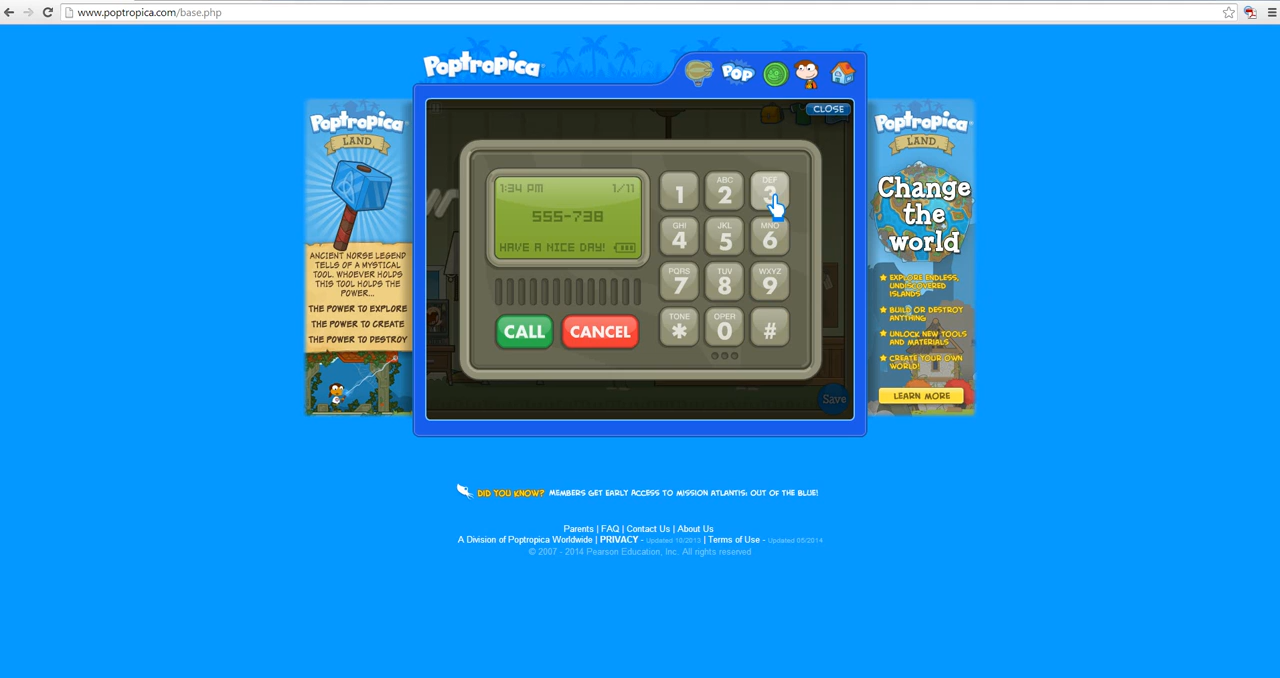 www.poptropica.com/base.php
Poptropica
POP
CLOSE
Poptropica
LAND
ANCIENT NORSE LEGEND
TELLS OF A MYSTICAL
TOOL. WHOEVER HOLDS
THIS TOOL HOLDS THE
POWER...
THE POWER TO EXPLORE
THE POWER TO CREATE
THE POWER TO DESTROY
1:34 PM 1/11
555-738
HAVE A NICE DAY!
CALL CANCEL
1
ABC
2
DEF
3
GHI
4
JKL
5
MNO
6
PQRS
7
TUV
8
WXYZ
9
TONE
*
OPER
0
#
Save
Poptropica
LAND
Change
the
world
EXPLORE ENDLESS,
UNDISCOVERED
ISLANDS
BUILD OR DESTROY
ANYTHING
UNLOCK NEW TOOLS
AND MATERIALS
CREATE YOUR OWN
WORLD!
LEARN MORE
DID YOU KNOW? MEMBERS GET EARLY ACCESS TO MISSION ATLANTIS: OUT OF THE BLUE!
Parents | FAQ | Contact Us | About Us
A Division of Poptropica Worldwide | PRIVACY - Updated 10/2013 | Terms of Use - Updated 05/2014
© 2007 - 2014 Pearson Education, Inc. All rights reserved